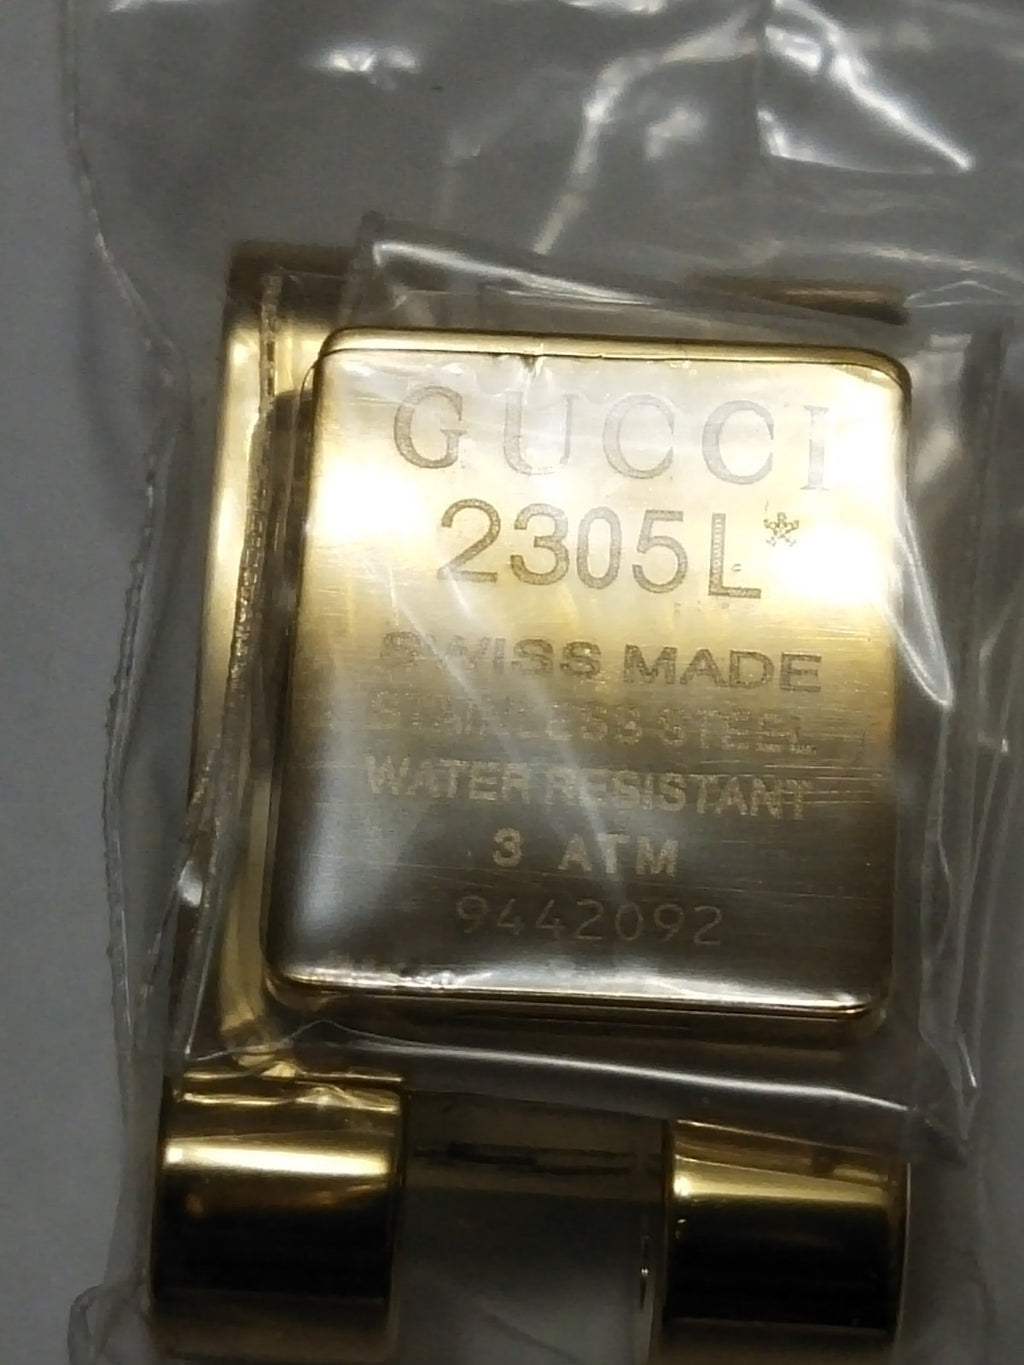 GUCCI
2305L
SWISS MADE
STAINLESS STEEL
WATER RESISTANT
3 ATM
9442092